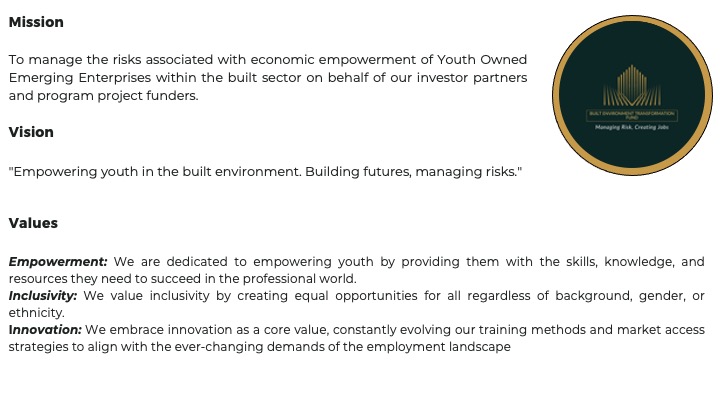 Mission
To manage the risks associated with economic empowerment of Youth Owned
Emerging Enterprises within the built sector on behalf of our investor partners
and program project funders.
BUILT ENVIRONMENT TRANSFORMATION
FUND
Managing Risk, Creating Jobs
Vision
"Empowering youth in the built environment. Building futures, managing risks."
Values
Empowerment: We are dedicated to empowering youth by providing them with the skills, knowledge, and
resources they need to succeed in the professional world.
Inclusivity: We value inclusivity by creating equal opportunities for all regardless of background, gender, or
ethnicity.
Innovation: We embrace innovation as a core value, constantly evolving our training methods and market access
strategies to align with the ever-changing demands of the employment landscape